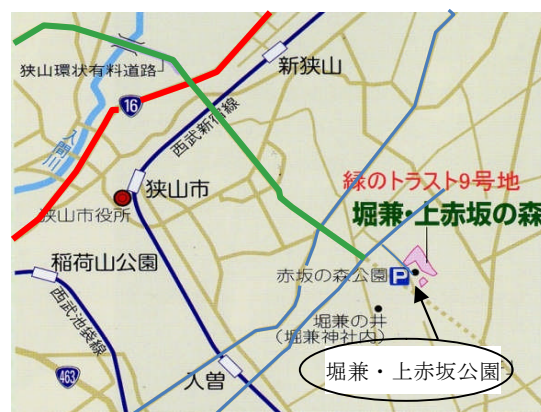 狭山環状有料道路
新狭山
16
西武新宿線
入間川
狭山市
狭山市役所
緑のトラスト9号地
堀兼・上赤坂の森
稲荷山公園
赤坂の森公園
P
西武池袋線
堀兼の井
（堀兼神社内）
463
入曽
堀兼・上赤坂公園